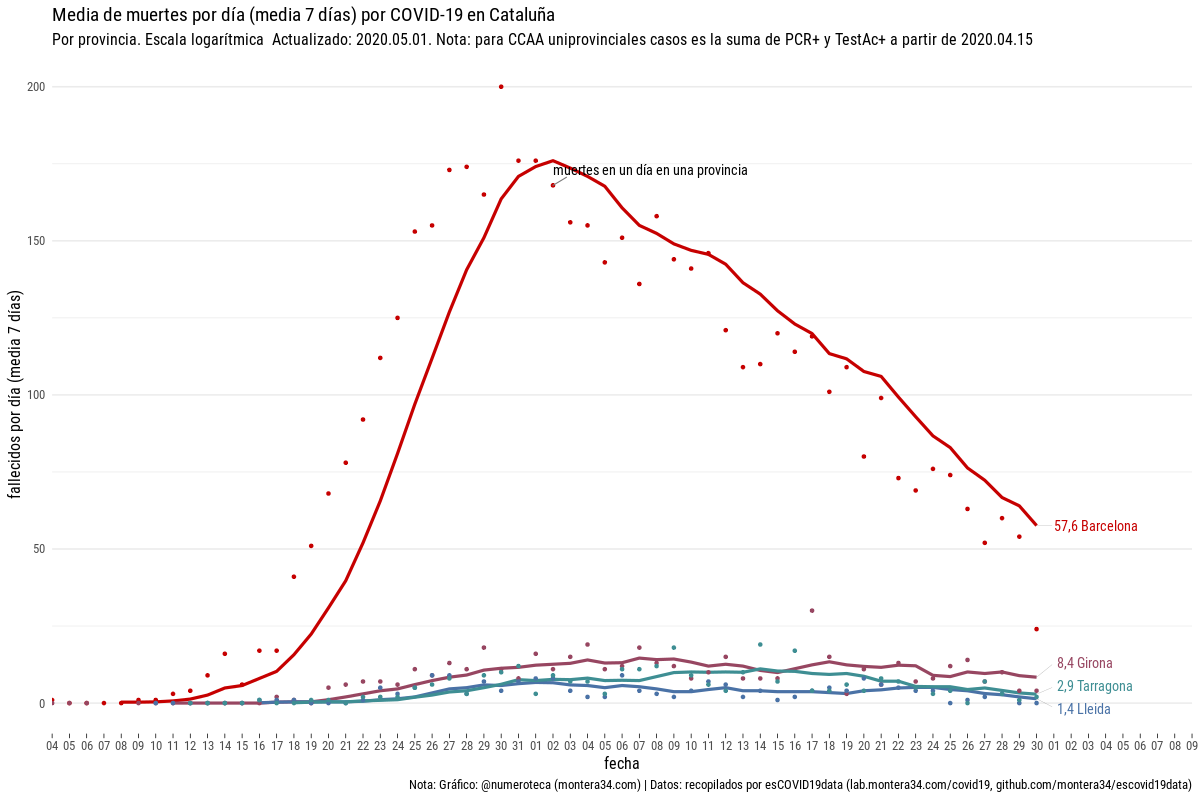 Media de muertes por día (media 7 días) por COVID-19 en Cataluña
Por provincia. Escala logarítmica  Actualizado: 2020.05.01. Nota: para CCAA uniprovinciales casos es la suma de PCR+ y TestAc+ a partir de 2020.04.15
fallecidos por día (media 7 días)
200
150
100
50
0
muertes en un día en una provincia
57,6 Barcelona
8,4 Girona
2,9 Tarragona
1,4 Lleida
04 05 06 07 08 09 10 11 12 13 14 15 16 17 18 19 20 21 22 23 24 25 26 27 28 29 30 31 01 02 03 04 05 06 07 08 09 10 11 12 13 14 15 16 17 18 19 20 21 22 23 24 25 26 27 28 29 30 01 02 03 04 05 06 07 08 09
fecha
Nota: Gráfico: @numeroteca (montera34.com) | Datos: recopilados por esCOVID19data (lab.montera34.com/covid19, github.com/montera34/escovid19data)